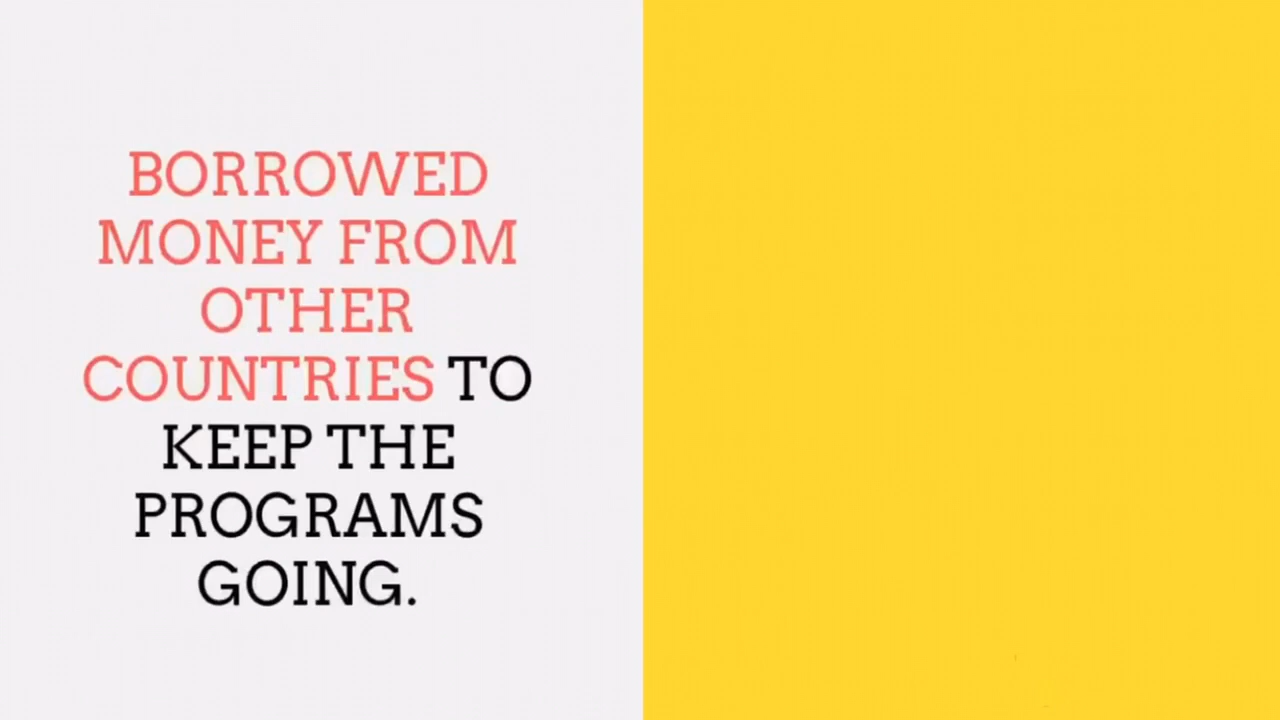 BORROWED
MONEY FROM
OTHER
COUNTRIES TO
KEEP THE
PROGRAMS
GOING.